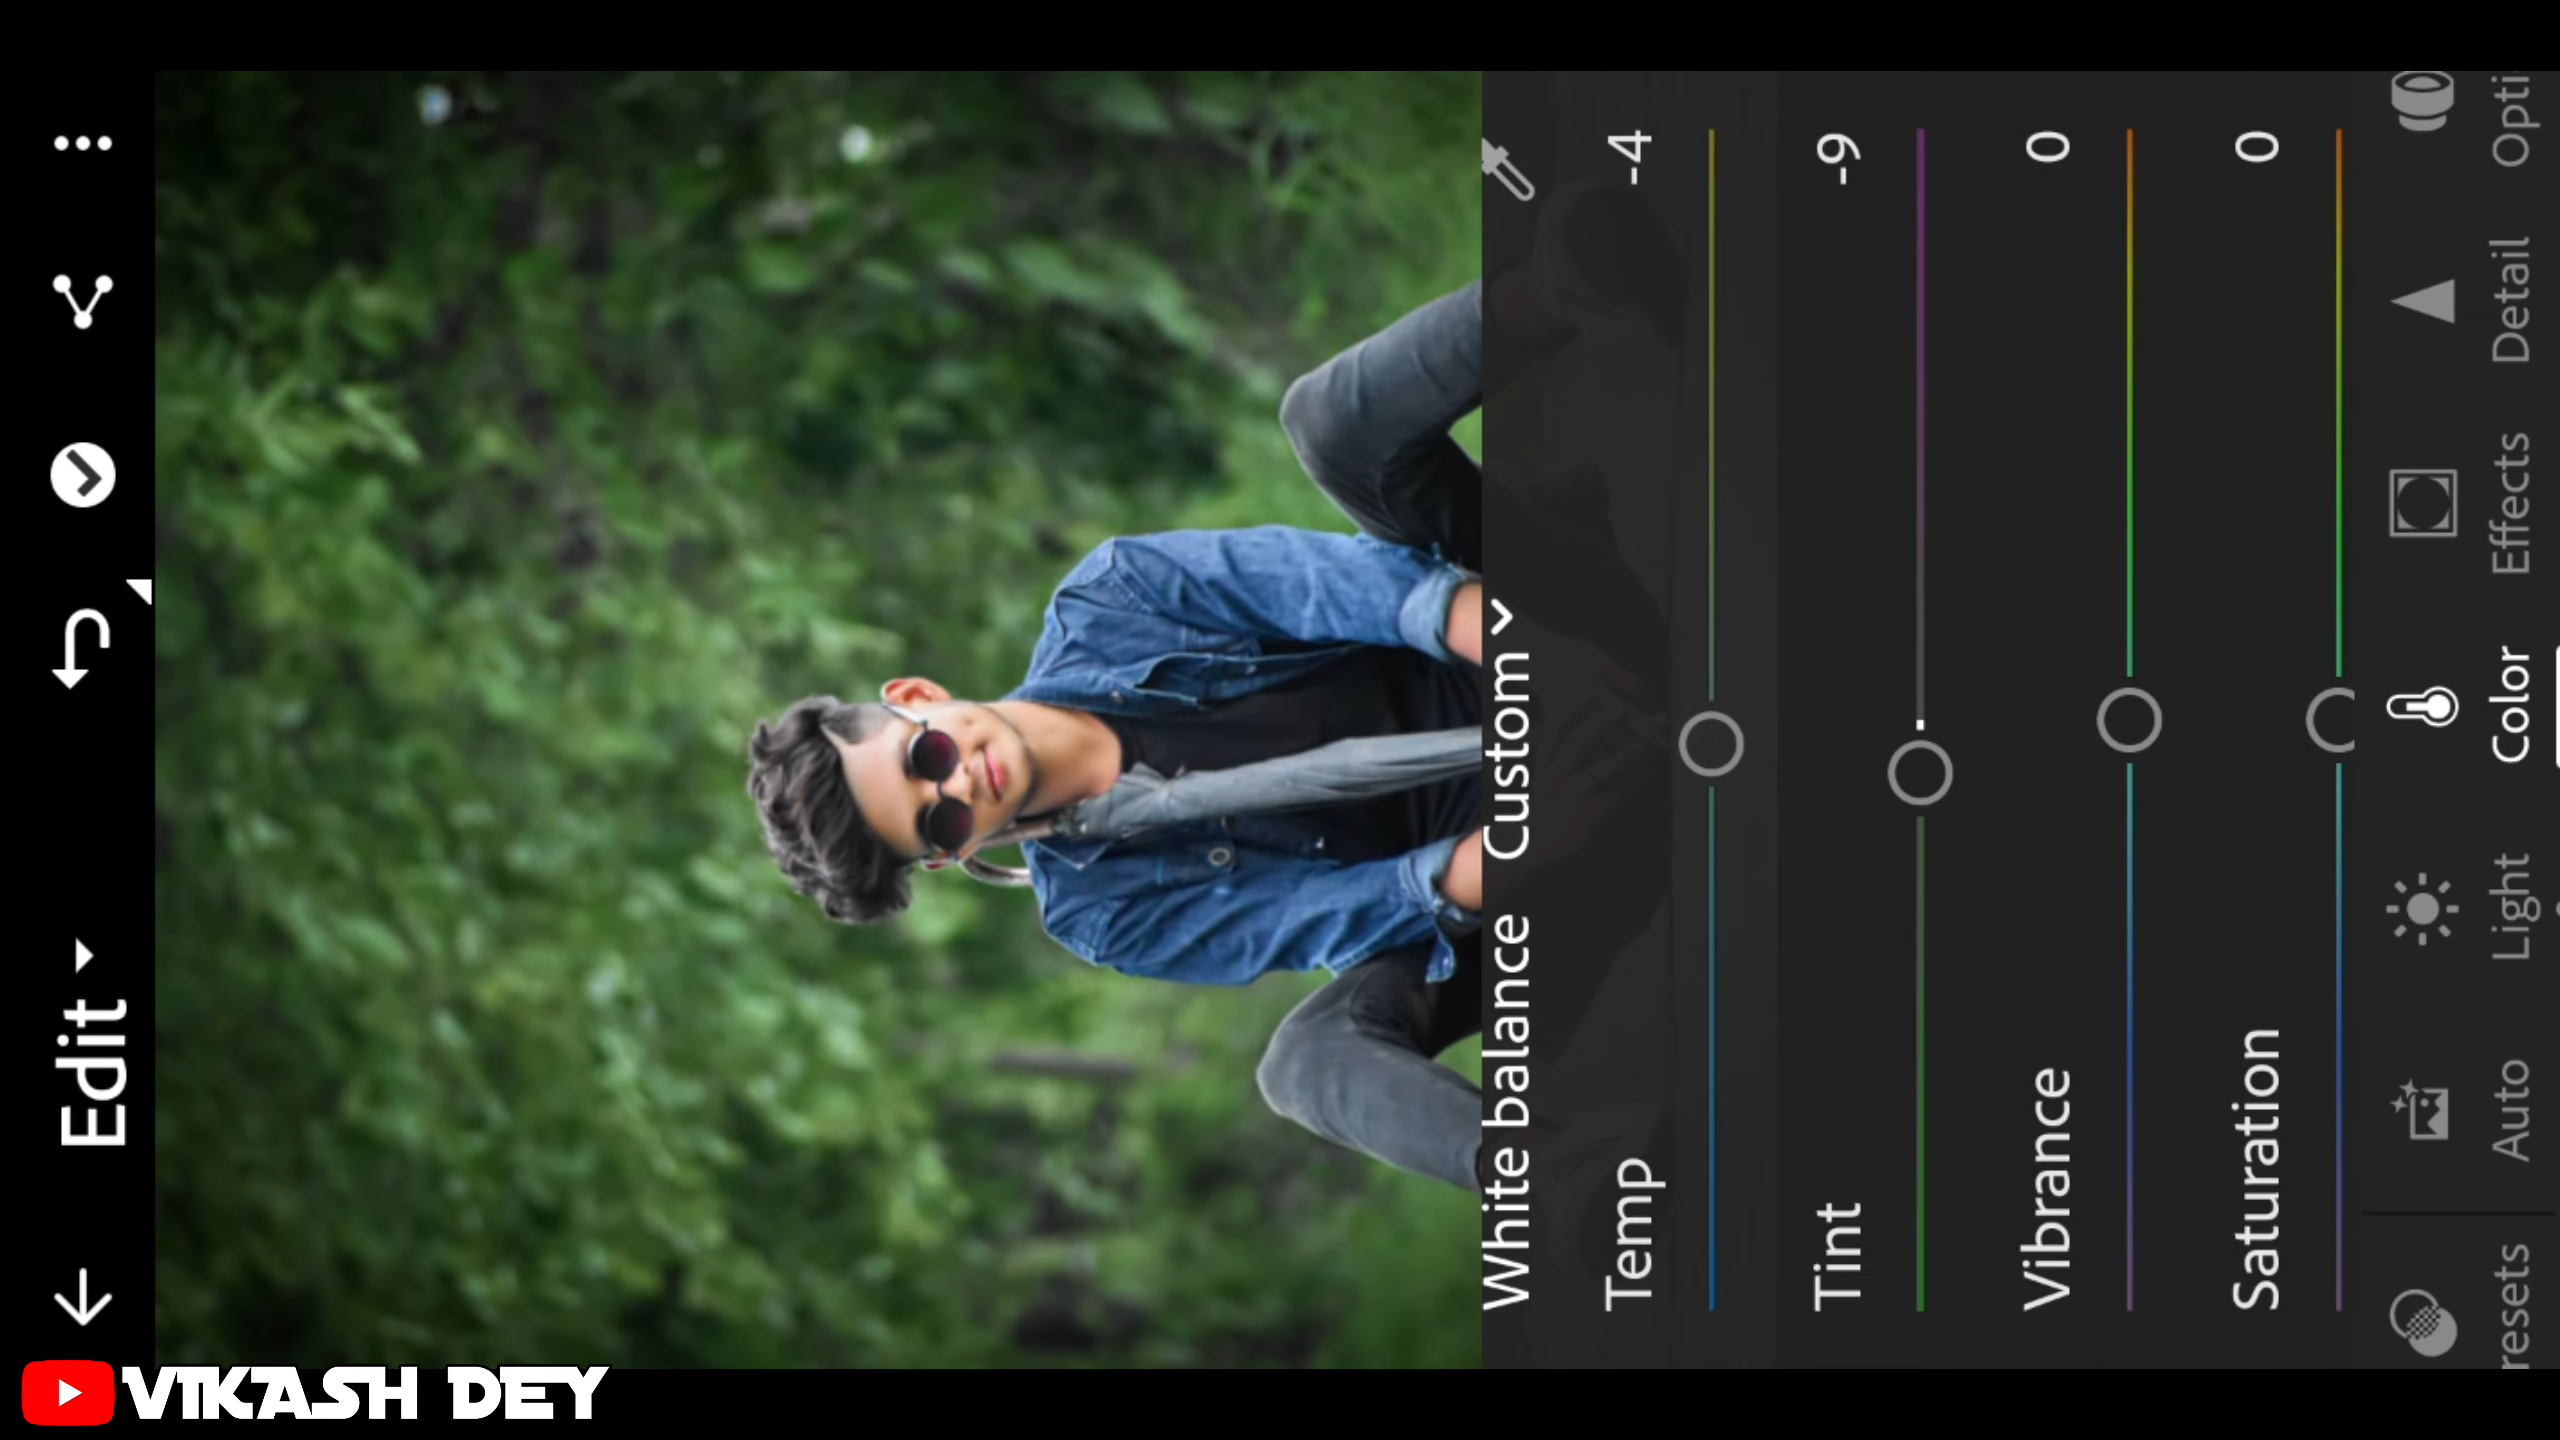 Edit
White balance Custom
Temp -4
Tint -9
Vibrance 0
Saturation 0
resets Auto Light Color Effects Detail Opti
VIKASH DEY